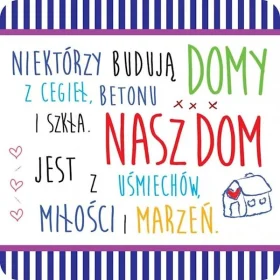 NIEKTÓRZY BUDUJĄ DOMY
Z CEGIEŁ, BETONU
I SZKŁA. NASZ DOM
JEST Z UŚMIECHÓW,
MIŁOŚCI I MARZEŃ.